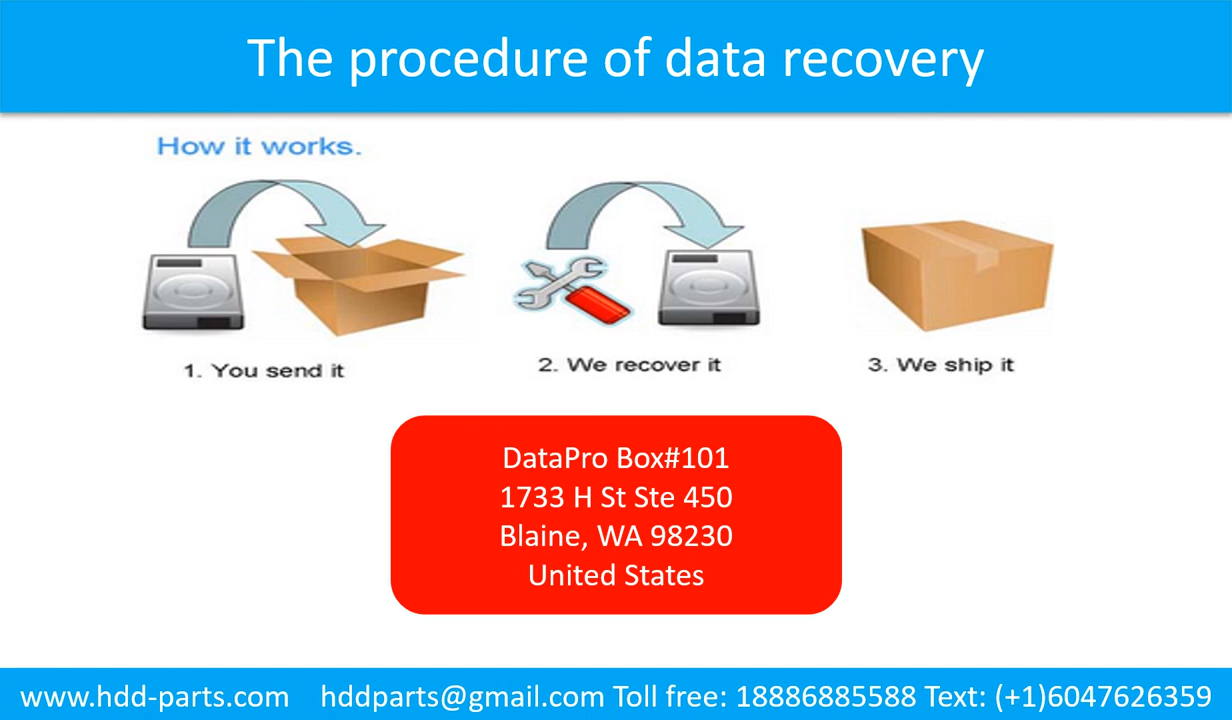 The procedure of data recovery
How it works.
1. You send it
2. We recover it
3. We ship it
DataPro Box#101
1733 H St Ste 450
Blaine, WA 98230
United States
www.hdd-parts.com hddparts@gmail.com Toll free: 18886885588 Text: (+1)6047626359